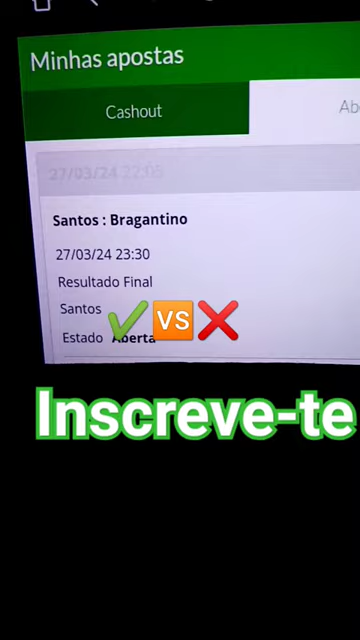 Minhas apostas
Cashout
27/03/24 22:05
Santos : Bragantino
27/03/24 23:30
Resultado Final
Santos
VS
Estado Aberta
Inscreve-te